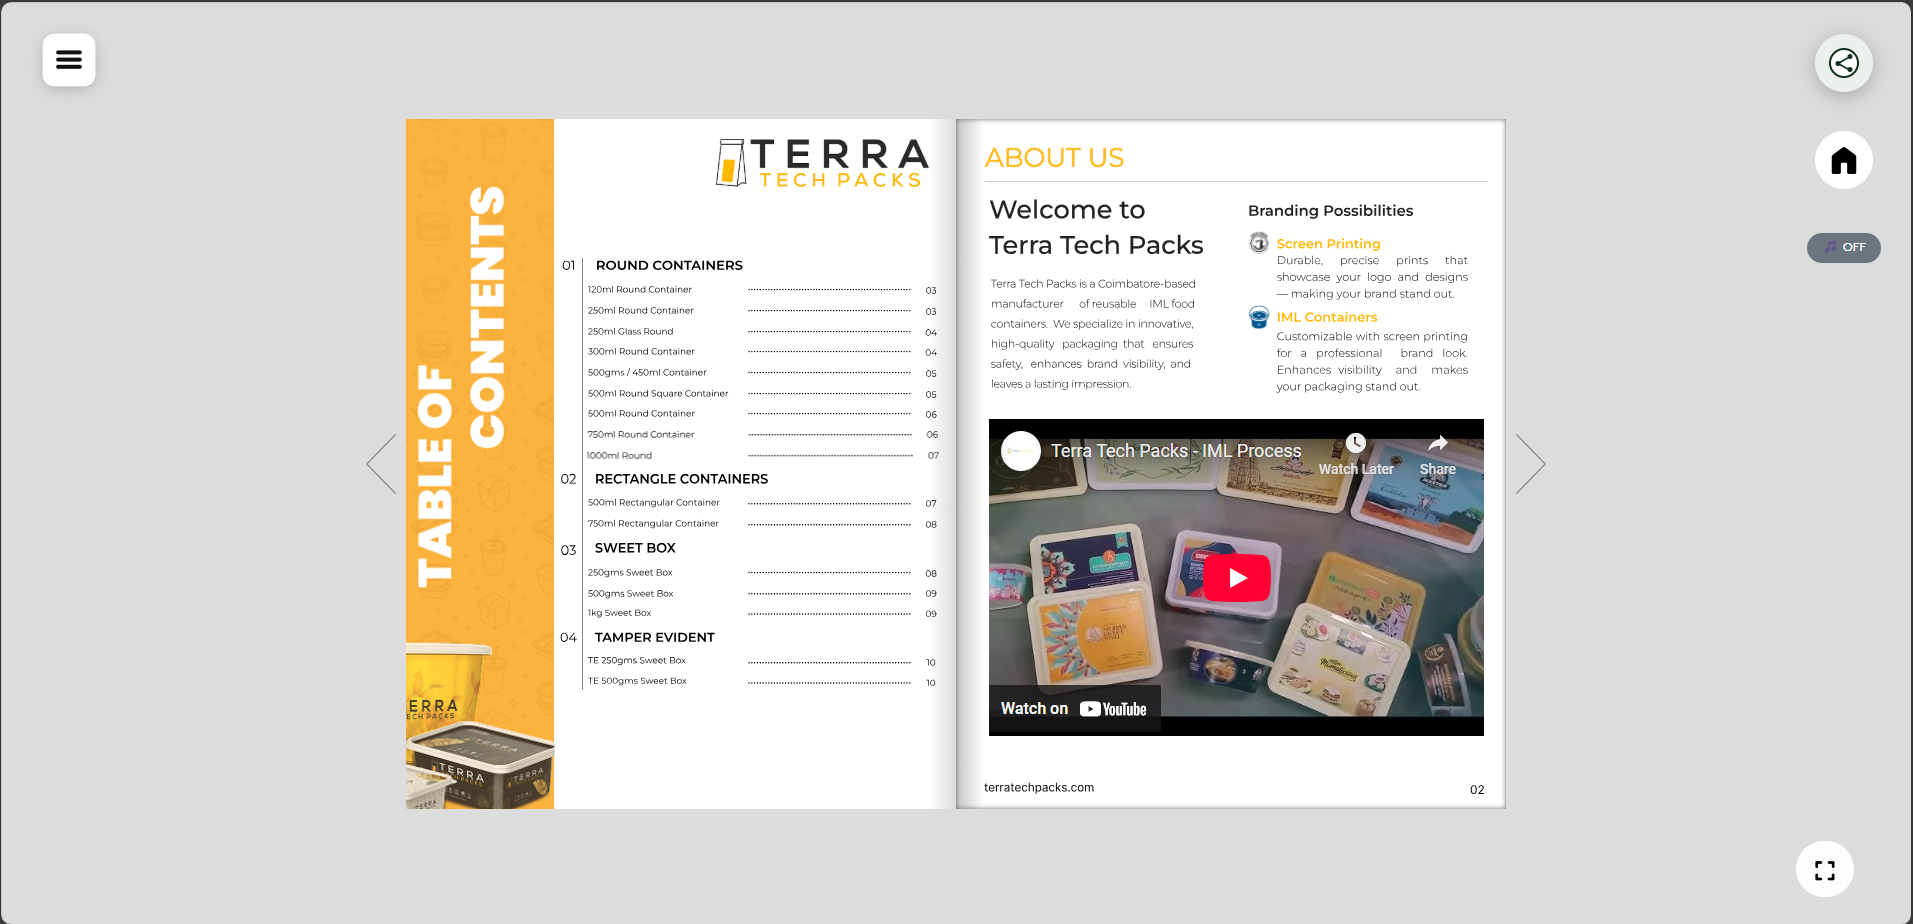 TABLE OF
CONTENTS
TERRA
TECH PACKS
01 ROUND CONTAINERS
120ml Round Container 03
250ml Round Container 03
250ml Glass Round 04
300ml Round Container 04
500gms / 450ml Container 05
500ml Round Square Container 05
500ml Round Container 06
750ml Round Container 06
1000ml Round 07
02 RECTANGLE CONTAINERS
500ml Rectangular Container 07
750ml Rectangular Container 08
03 SWEET BOX
250gms Sweet Box 08
500gms Sweet Box 09
1kg Sweet Box 09
04 TAMPER EVIDENT
TE 250gms Sweet Box 10
TE 500gms Sweet Box 10
ERRA
TECH PACKS
TERRA
TERRA
TECH PACKS
TERRA
TERRA
ABOUT US
Welcome to
Terra Tech Packs
Terra Tech Packs is a Coimbatore-based
manufacturer of reusable IML food
containers. We specialize in innovative,
high-quality packaging that ensures
safety, enhances brand visibility, and
leaves a lasting impression.
Branding Possibilities
Screen Printing
Durable, precise prints that
showcase your logo and designs
— making your brand stand out.
IML Containers
Customizable with screen printing
for a professional brand look.
Enhances visibility and makes
your packaging stand out.
Terra Tech Packs - IML Process
Watch Later
Share
Momolicious
Watch on YouTube
terratechpacks.com
02
OFF